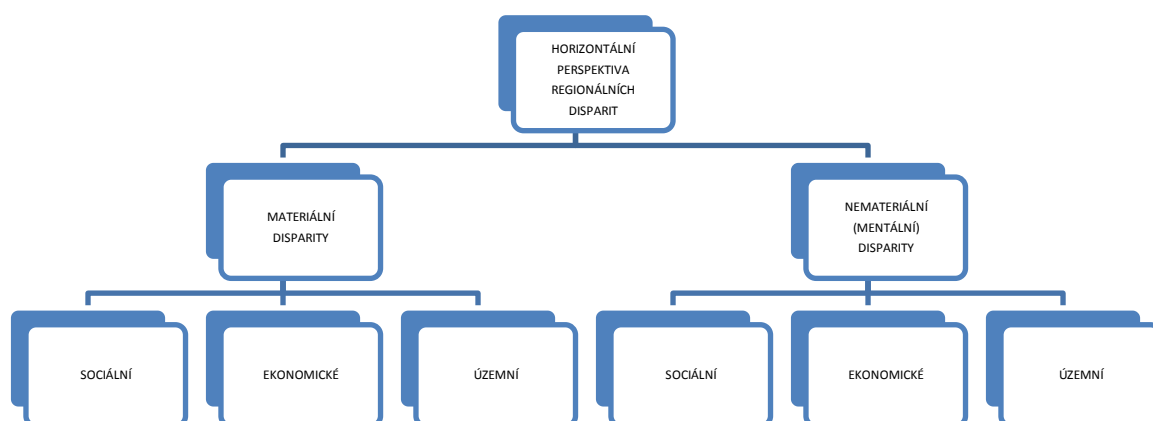 HORIZONTÁLNÍ
PERSPEKTIVA
REGIONÁLNÍCH
DISPARIT
MATERIÁLNÍ
DISPARITY
NEMATERIÁLNÍ
(MENTÁLNÍ)
DISPARITY
SOCIÁLNÍ
EKONOMICKÉ
ÚZEMNÍ
SOCIÁLNÍ
EKONOMICKÉ
ÚZEMNÍ